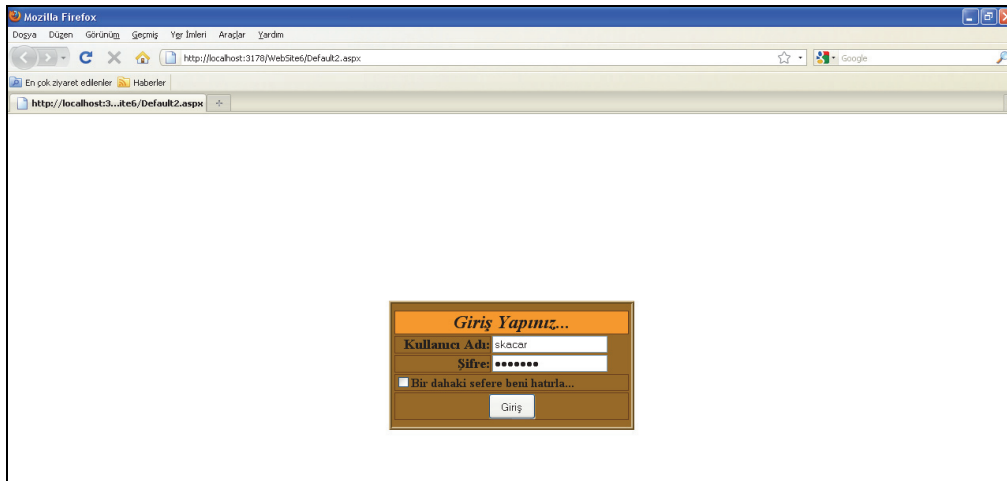 Mozilla Firefox
Dosya Düzen Görünüm Geçmiş Yer İmleri Araçlar Yardım
http://localhost:3178/WebSite6/Default2.aspx
Google
En çok ziyaret edilenler Haberler
http://localhost:3...ite6/Default2.aspx
Giriş Yapınız...
Kullanıcı Adı: skacar
Şifre: •••••••
Bir dahaki sefere beni hatırla...
Giriş